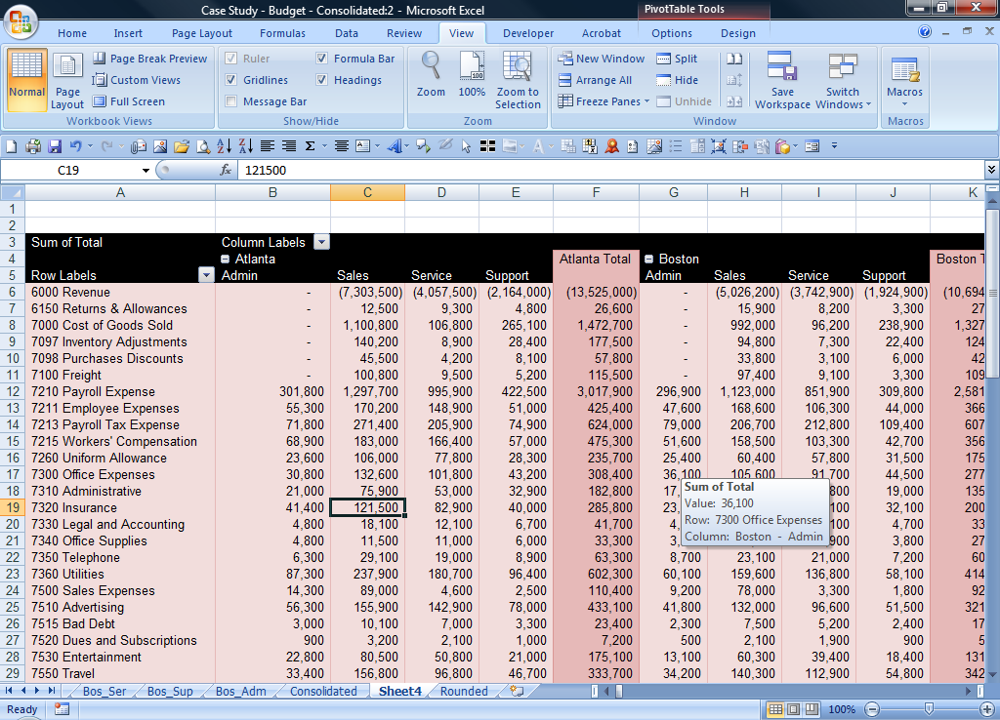 Case Study - Budget - Consolidated:2 - Microsoft Excel
PivotTable Tools
Home Insert Page Layout Formulas Data Review View Developer Acrobat Options Design
Normal
Page Layout
Page Break Preview
Custom Views
Full Screen
Workbook Views
Ruler
Gridlines
Message Bar
Formula Bar
Headings
Show/Hide
Zoom
100%
Zoom to Selection
Zoom
New Window
Arrange All
Freeze Panes
Split
Hide
Unhide
Save Workspace
Switch Windows
Window
Macros
Macros
C19
fx
121500
A B C D E F G H I J K
1
2
3 Sum of Total Column Labels
4 Atlanta Atlanta Total Boston Boston T
5 Row Labels Admin Sales Service Support Admin Sales Service Support
6 6000 Revenue - (7,303,500) (4,057,500) (2,164,000) (13,525,000) - (5,026,200) (3,742,900) (1,924,900) (10,694
7 6150 Returns & Allowances - 12,500 9,300 4,800 26,600 - 15,900 8,200 3,300 27
8 7000 Cost of Goods Sold - 1,100,800 106,800 265,100 1,472,700 - 992,000 96,200 238,900 1,327
9 7097 Inventory Adjustments - 140,200 8,900 28,400 177,500 - 94,800 7,300 22,400 124
10 7098 Purchases Discounts - 45,500 4,200 8,100 57,800 - 33,800 3,100 6,000 42
11 7100 Freight - 100,800 9,500 5,200 115,500 - 97,400 9,100 3,300 109
12 7210 Payroll Expense 301,800 1,297,700 995,900 422,500 3,017,900 296,900 1,123,000 851,900 309,800 2,581
13 7211 Employee Expenses 55,300 170,200 148,900 51,000 425,400 47,600 168,600 106,300 44,000 366
14 7213 Payroll Tax Expense 71,800 271,400 205,900 74,900 624,000 79,000 206,700 212,800 109,400 607
15 7215 Workers' Compensation 68,900 183,000 166,400 57,000 475,300 51,600 158,500 103,300 42,700 356
16 7260 Uniform Allowance 23,600 106,000 77,800 28,300 235,700 25,400 60,400 57,800 31,500 175
17 7300 Office Expenses 30,800 132,600 101,800 43,200 308,400 36,100 105,600 91,700 44,500 277
18 7310 Administrative 21,000 75,900 53,000 32,900 182,800 17, 800 19,000 135
19 7320 Insurance 41,400 121,500 82,900 40,000 285,800 23, 100 32,100 200
20 7330 Legal and Accounting 4,800 18,100 12,100 6,700 41,700 4, 100 4,700 33
21 7340 Office Supplies 4,800 11,500 11,000 6,000 33,300 3, 900 3,800 27
22 7350 Telephone 6,300 29,100 19,000 8,900 63,300 8,700 23,100 21,000 7,200 60
23 7360 Utilities 87,300 237,900 180,700 96,400 602,300 60,100 159,600 136,800 58,100 414
24 7500 Sales Expenses 14,300 89,000 4,600 2,500 110,400 9,200 78,000 3,300 1,800 92
25 7510 Advertising 56,300 155,900 142,900 78,000 433,100 41,800 132,000 96,600 51,500 321
26 7515 Bad Debt 3,000 10,100 7,000 3,300 23,400 2,300 7,500 5,200 2,400 17
27 7520 Dues and Subscriptions 900 3,200 2,100 1,000 7,200 500 2,100 1,900 900 5
28 7530 Entertainment 22,800 80,500 50,800 21,000 175,100 13,100 60,300 39,400 18,400 131
29 7550 Travel 33,400 156,800 96,800 46,700 333,700 34,200 140,300 112,900 54,800 342
Sum of Total
Value: 36,100
Row: 7300 Office Expenses
Column: Boston - Admin
Bos_Ser Bos_Sup Bos_Adm Consolidated Sheet4 Rounded
Ready
100%